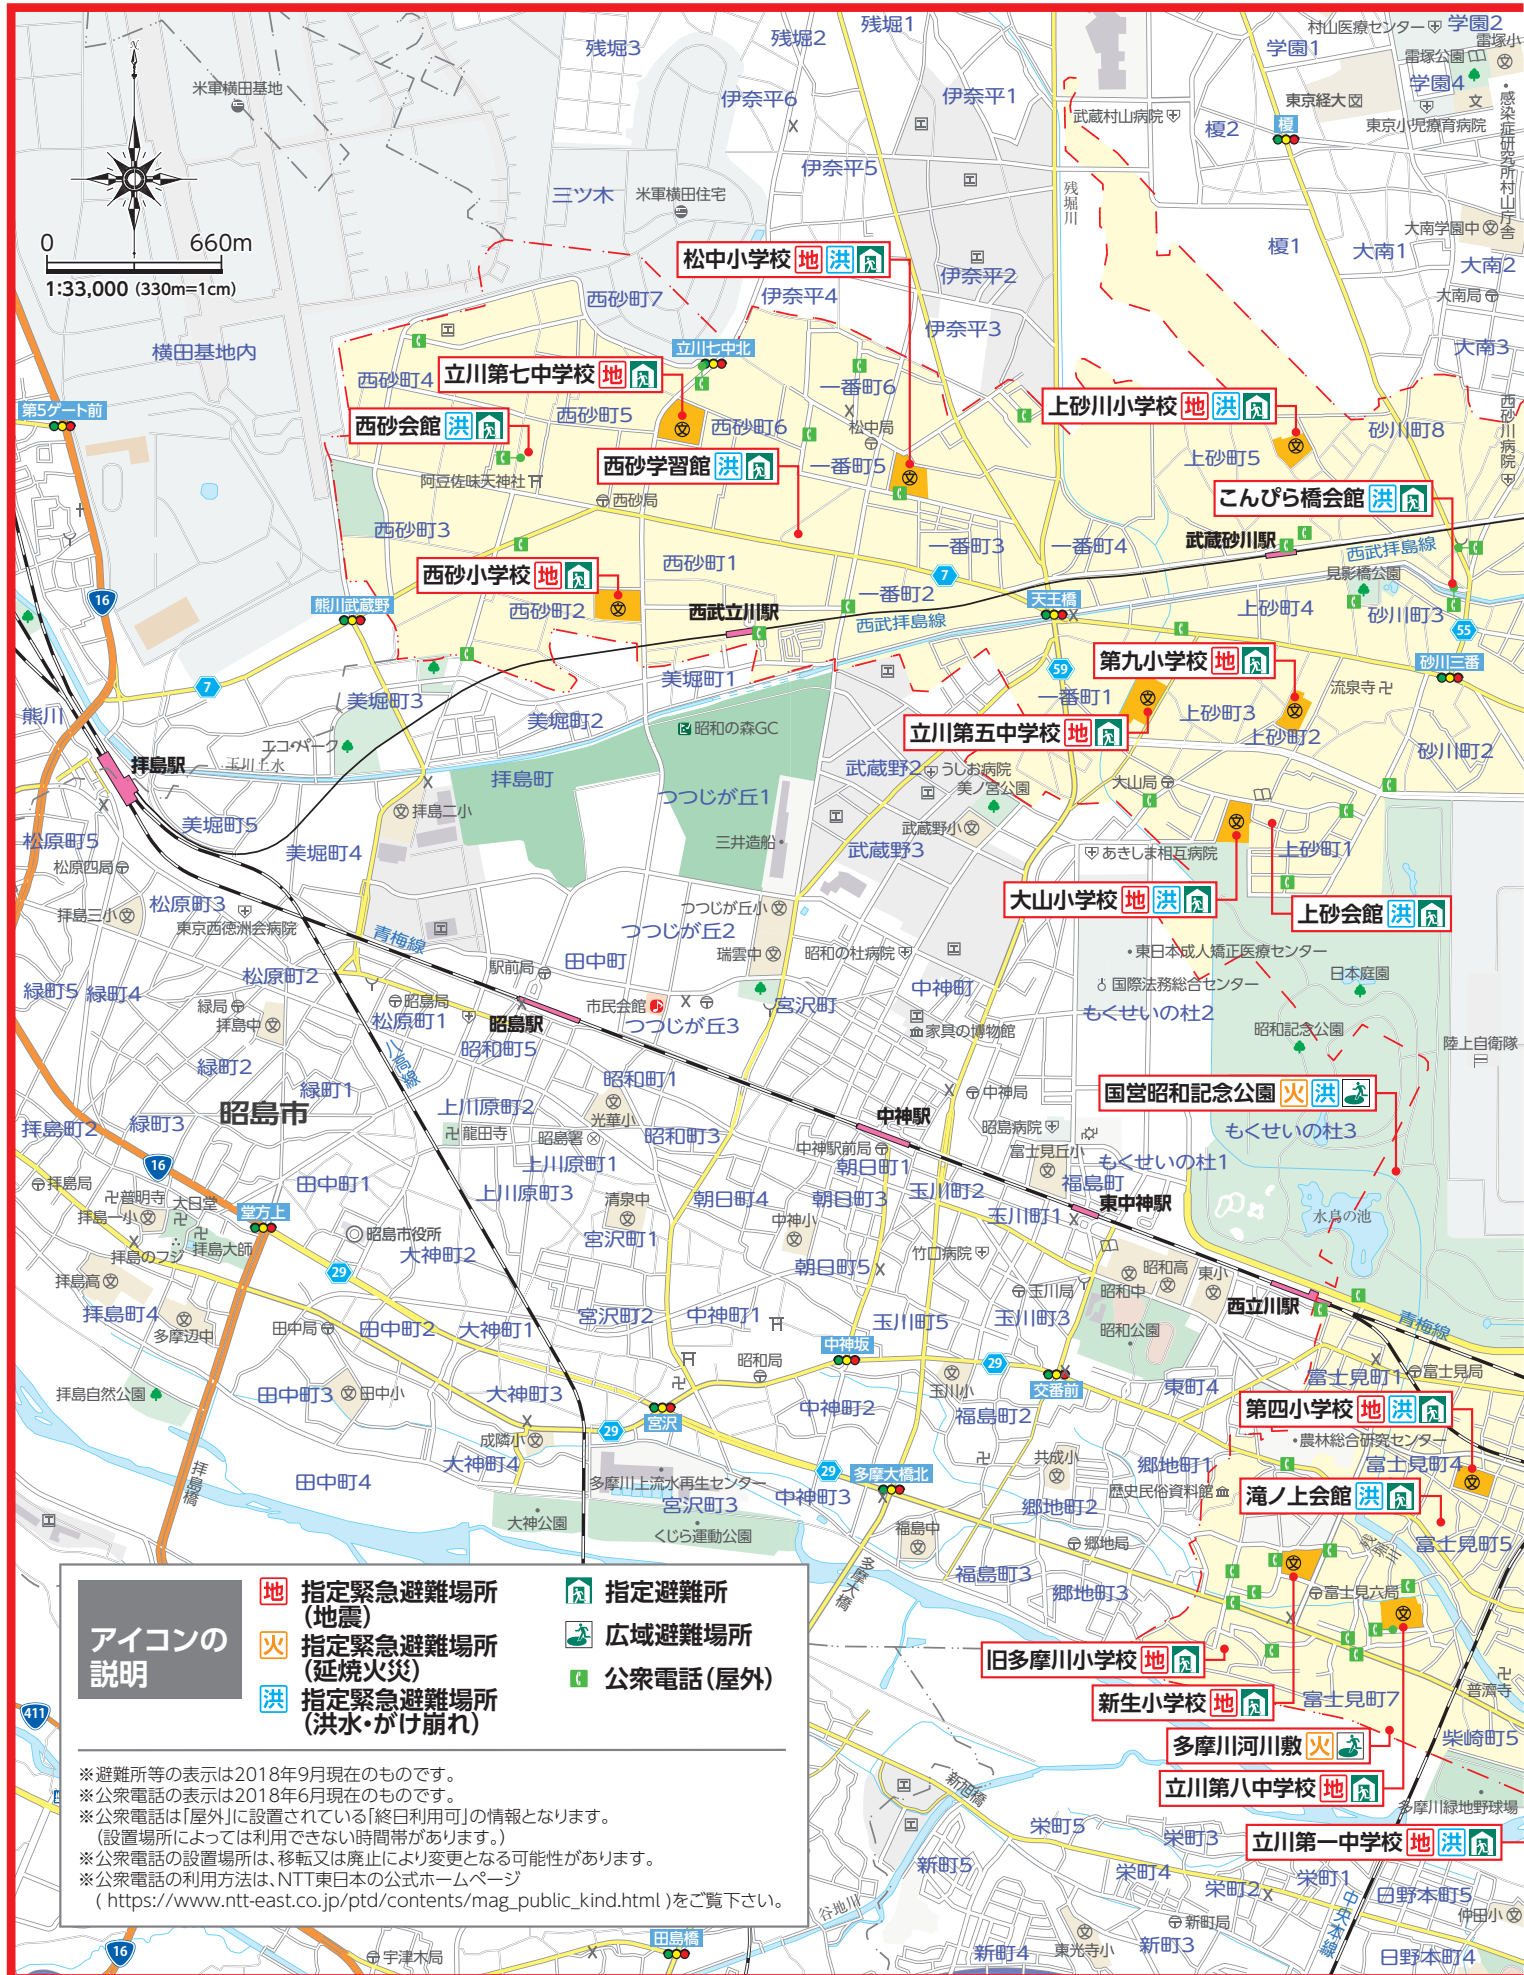 残堀1
残堀2
残堀3
村山医療センター
学園2
雷塚小
学園1
雷塚公園
学園4
米軍横田基地
伊奈平6
伊奈平1
武蔵村山病院
東京経大
榎2
榎
東京小児療育病院
感染症研究所村山庁舎
N
伊奈平5
三ツ木
米軍横田住宅
残堀川
大南学園中
榎1
大南1
大南2
0
660m
1:33,000 (330m=1cm)
松中小学校 地 洪
伊奈平2
伊奈平4
西砂町7
大南局
伊奈平3
大南3
横田基地内
立川七中北
西砂町4
立川第七中学校 地
一番町6
上砂川小学校 地 洪
西砂川病院
第5ゲート前
西砂会館 洪
西砂町5
西砂町6
松中局
砂川町8
上砂町5
西砂学習館 洪
一番町5
阿豆佐味天神社
西砂局
こんぴら橋会館 洪
西砂町3
一番町3
一番町4
武蔵砂川駅
西武拝島線
西砂町1
見影橋公園
西砂小学校 地
7
一番町2
16
熊川武蔵野
西砂町2
西武立川駅
西武拝島線
天王橋
上砂町4
砂川町3
55
第九小学校 地
砂川三番
59
7
美堀町1
美堀町3
一番町1
流泉寺
熊川
美堀町2
上砂町3
昭和の森GC
立川第五中学校 地
上砂町2
砂川町2
エコ・パーク
拝島駅
玉川上水
拝島町
武蔵野2
うしお病院
美ノ宮公園
大山局
つつじが丘1
拝島二小
美堀町5
武蔵野小
松原町5
美堀町4
三井造船
武蔵野3
あきしま相互病院
上砂町1
松原四局
大山小学校 地 洪
上砂会館 洪
松原町3
拝島三小
東京西徳洲会病院
つつじが丘小
青梅線
つつじが丘2
瑞雲中
昭和の杜病院
東日本成人矯正医療センター
田中町
駅前局
松原町2
中神町
国際法務総合センター
日本庭園
緑町5
緑町4
緑局
昭島局
市民会館
宮沢町
もくせいの杜2
拝島中
松原町1
昭島駅
つつじが丘3
家具の博物館
昭和記念公園
陸上自衛隊
八高線
昭和町5
緑町2
昭和町1
緑町1
中神局
国営昭和記念公園 火 洪
昭島市
上川原町2
光華小
中神駅
緑町3
拝島町2
龍田寺
昭島署
昭和町3
昭島病院
もくせいの杜3
中神駅前局
富士見丘小
もくせいの杜1
16
上川原町1
朝日町1
福島町
拝島局
田中町1
上川原町3
清泉中
朝日町4
朝日町3
玉川町2
東中神駅
普明寺
大日堂
拝島一小
堂方上
中神小
玉川町1
水鳥の池
拝島大師
昭島市役所
宮沢町1
拝島のフジ
大神町2
竹口病院
拝島高
29
朝日町5
昭和高
東小
玉川局
昭和中
拝島町4
宮沢町2
中神町1
西立川駅
多摩辺中
田中局
田中町2
大神町1
玉川町5
玉川町3
昭和公園
青梅線
中神坂
昭和局
29
富士見局
拝島自然公園
田中町3
田中小
大神町3
玉川小
交番前
東町4
富士見町1
第四小学校 地 洪
宮沢
中神町2
福島町2
29
成隣小
農林総合研究センター
大神町4
共成小
郷地町1
富士見町4
拝島橋
田中町4
多摩川上流水再生センター
29
多摩大橋北
歴史民俗資料館
滝ノ上会館 洪
宮沢町3
中神町3
郷地町2
大神公園
くじら運動公園
福島中
郷地局
残堀川
富士見町5
福島町3
多摩大橋
郷地町3
富士見六局
アイコンの
説明
地 指定緊急避難場所
(地震)
火 指定緊急避難場所
(延焼火災)
洪 指定緊急避難場所
(洪水・がけ崩れ)
指定避難所
広域避難場所
公衆電話(屋外)
旧多摩川小学校 地
普済寺
新生小学校 地
富士見町7
411
多摩川河川敷 火
柴崎町5
立川第八中学校 地
新旭橋
多摩川緑地野球場
※避難所等の表示は2018年9月現在のものです。
※公衆電話の表示は2018年6月現在のものです。
※公衆電話は「屋外」に設置されている「終日利用可」の情報となります。
(設置場所によっては利用できない時間帯があります。)
※公衆電話の設置場所は、移転又は廃止により変更となる可能性があります。
※公衆電話の利用方法は、NTT東日本の公式ホームページ
( https://www.ntt-east.co.jp/ptd/contents/mag_public_kind.html )をご覧下さい。
栄町5
栄町3
立川第一中学校 地 洪
新町5
栄町4
栄町1
栄町2
日野本町5
谷地川
中央本線
仲田小
新町局
田島橋
16
宇津木局
東光寺小
新町3
新町4
日野本町4